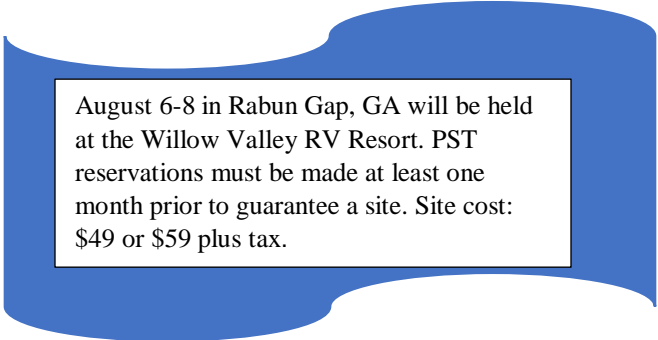 August 6-8 in Rabun Gap, GA will be held
at the Willow Valley RV Resort. PST
reservations must be made at least one
month prior to guarantee a site. Site cost:
$49 or $59 plus tax.